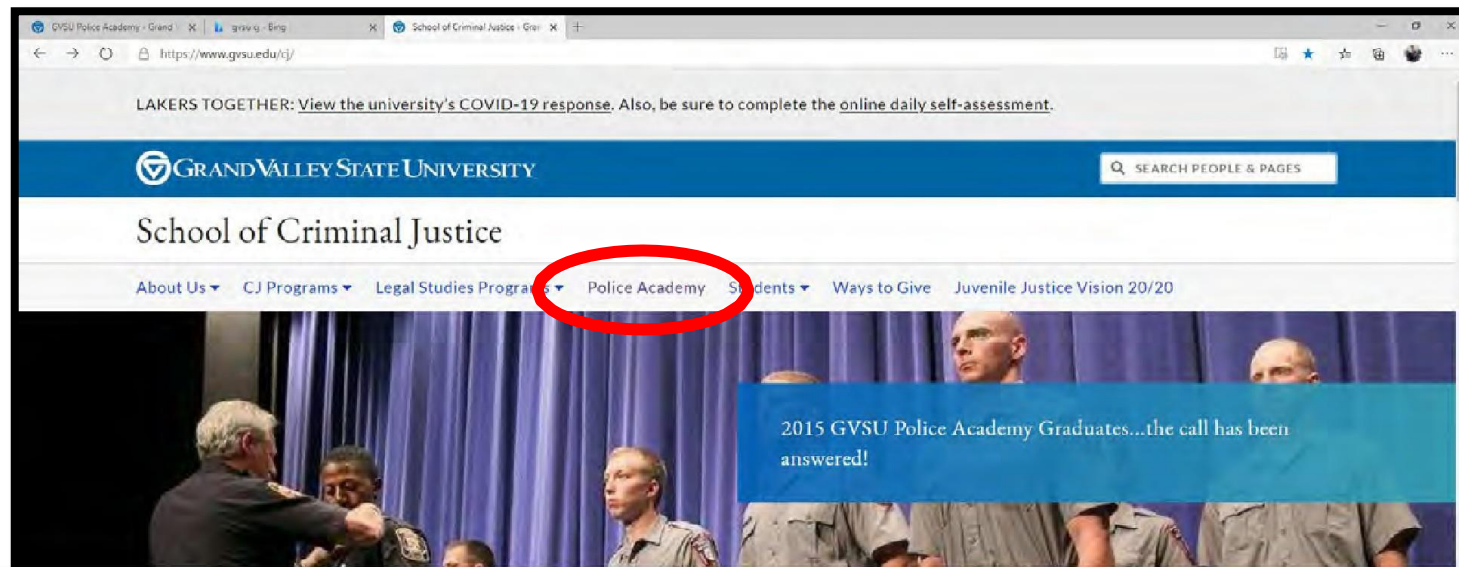 GVSU Police Academy - Grand
gvsu cj - Bing
School of Criminal Justice - Gran
https://www.gvsu.edu/cj/
LAKERS TOGETHER: View the university's COVID-19 response. Also, be sure to complete the online daily self-assessment.
GRAND VALLEY STATE UNIVERSITY
SEARCH PEOPLE & PAGES
School of Criminal Justice
About Us CJ Programs Legal Studies Programs Police Academy Students Ways to Give Juvenile Justice Vision 20/20
2015 GVSU Police Academy Graduates...the call has been
answered!